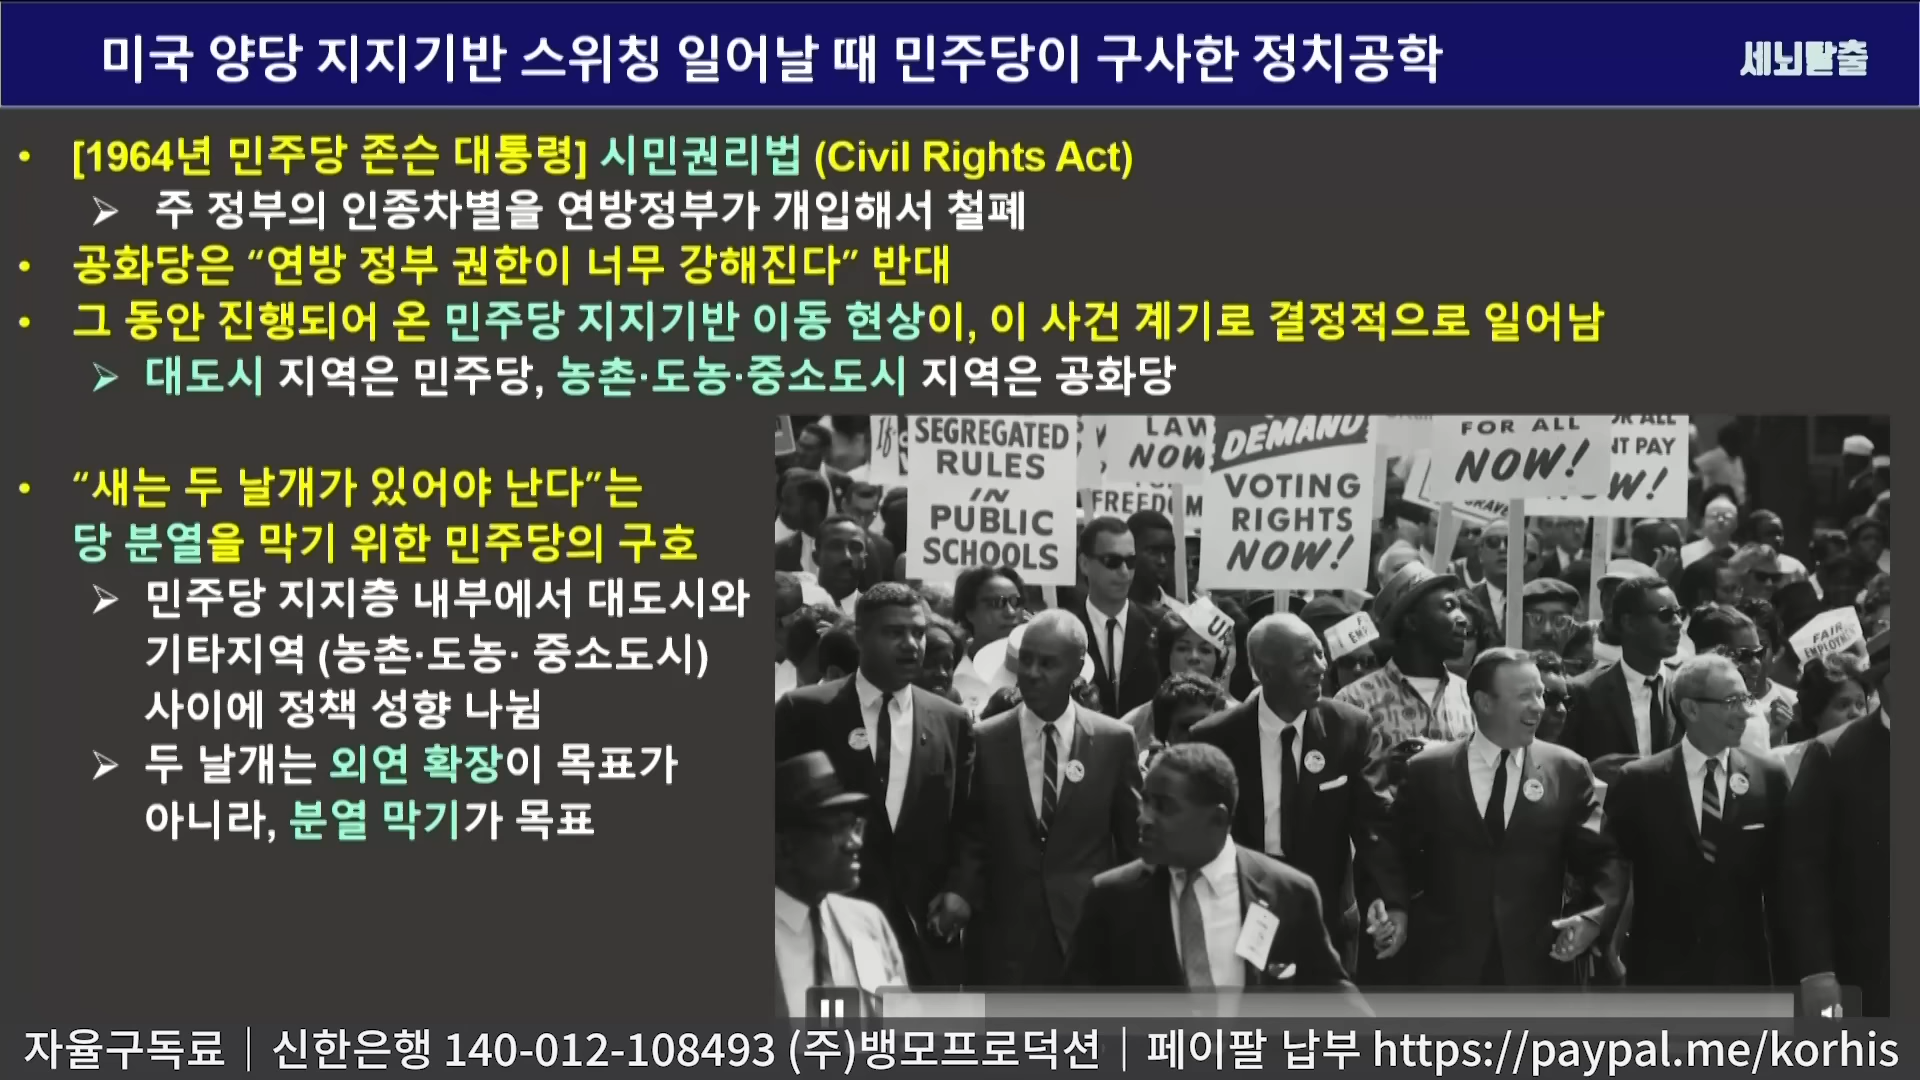 미국 양당 지지기반 스위칭 일어날 때 민주당이 구사한 정치공학
세뇌탈출
• [1964년 민주당 존슨 대통령] 시민권리법 (Civil Rights Act)
➢ 주 정부의 인종차별을 연방정부가 개입해서 철폐
• 공화당은 “연방 정부 권한이 너무 강해진다” 반대
• 그 동안 진행되어 온 민주당 지지기반 이동 현상이, 이 사건 계기로 결정적으로 일어남
➢ 대도시 지역은 민주당, 농촌·도농·중소도시 지역은 공화당
• “새는 두 날개가 있어야 난다”는
당 분열을 막기 위한 민주당의 구호
➢ 민주당 지지층 내부에서 대도시와
기타지역 (농촌·도농· 중소도시)
사이에 정책 성향 나뉨
➢ 두 날개는 외연 확장이 목표가
아니라, 분열 막기가 목표
SEGREGATED
RULES
IN
PUBLIC
SCHOOLS
LAW
NOW
FREEDOM
DEMAND
VOTING
RIGHTS
NOW!
FOR ALL
NOW!
PAY
W!
FAIR
자율구독료│신한은행 140-012-108493 (주)뱅모프로덕션│페이팔 납부 https://paypal.me/korhis